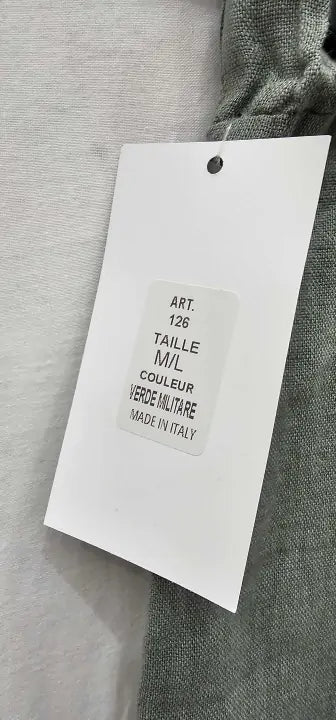 ART.
126
TAILLE
M/L
COULEUR
VERDE MILITARE
MADE IN ITALY